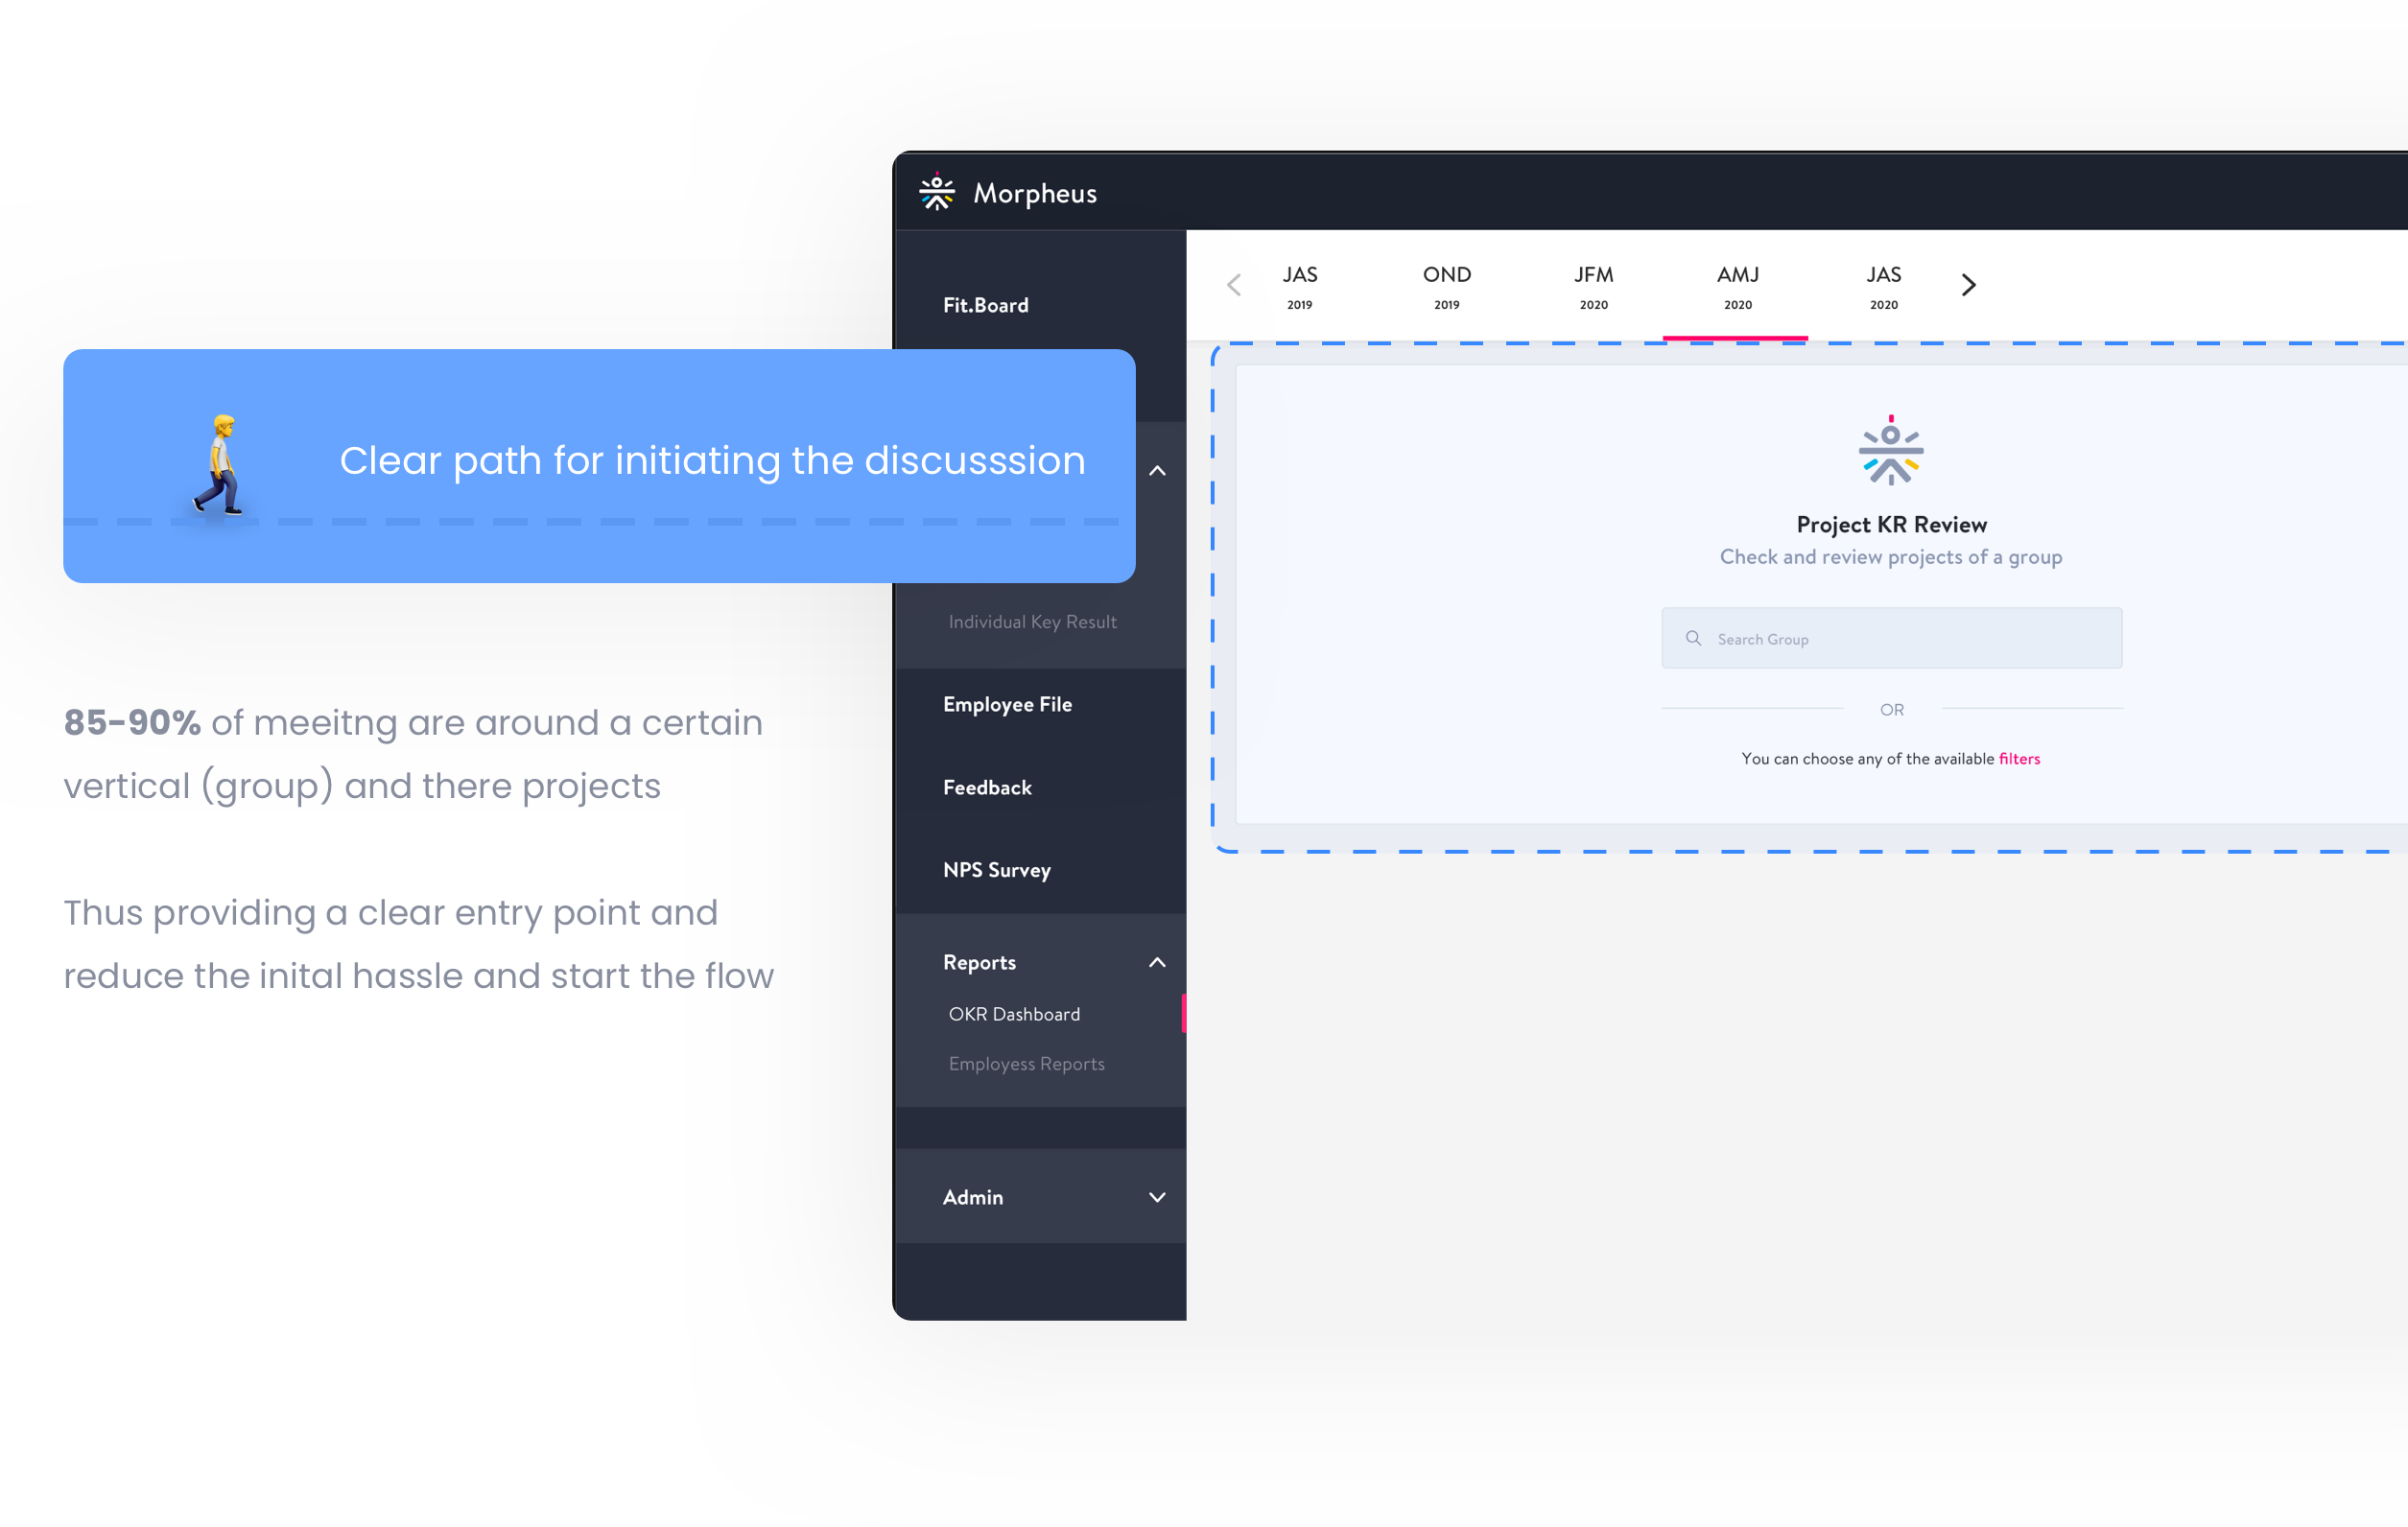 Morpheus
Fit.Board
JAS
2019
OND
2019
JFM
2020
AMJ
2020
JAS
2020
Clear path for initiating the discusssion
Individual Key Result
Employee File
Feedback
NPS Survey
Reports
OKR Dashboard
Employess Reports
Admin
Project KR Review
Check and review projects of a group
Search Group
OR
You can choose any of the available filters
85-90% of meeitng are around a certain
vertical (group) and there projects
Thus providing a clear entry point and
reduce the inital hassle and start the flow